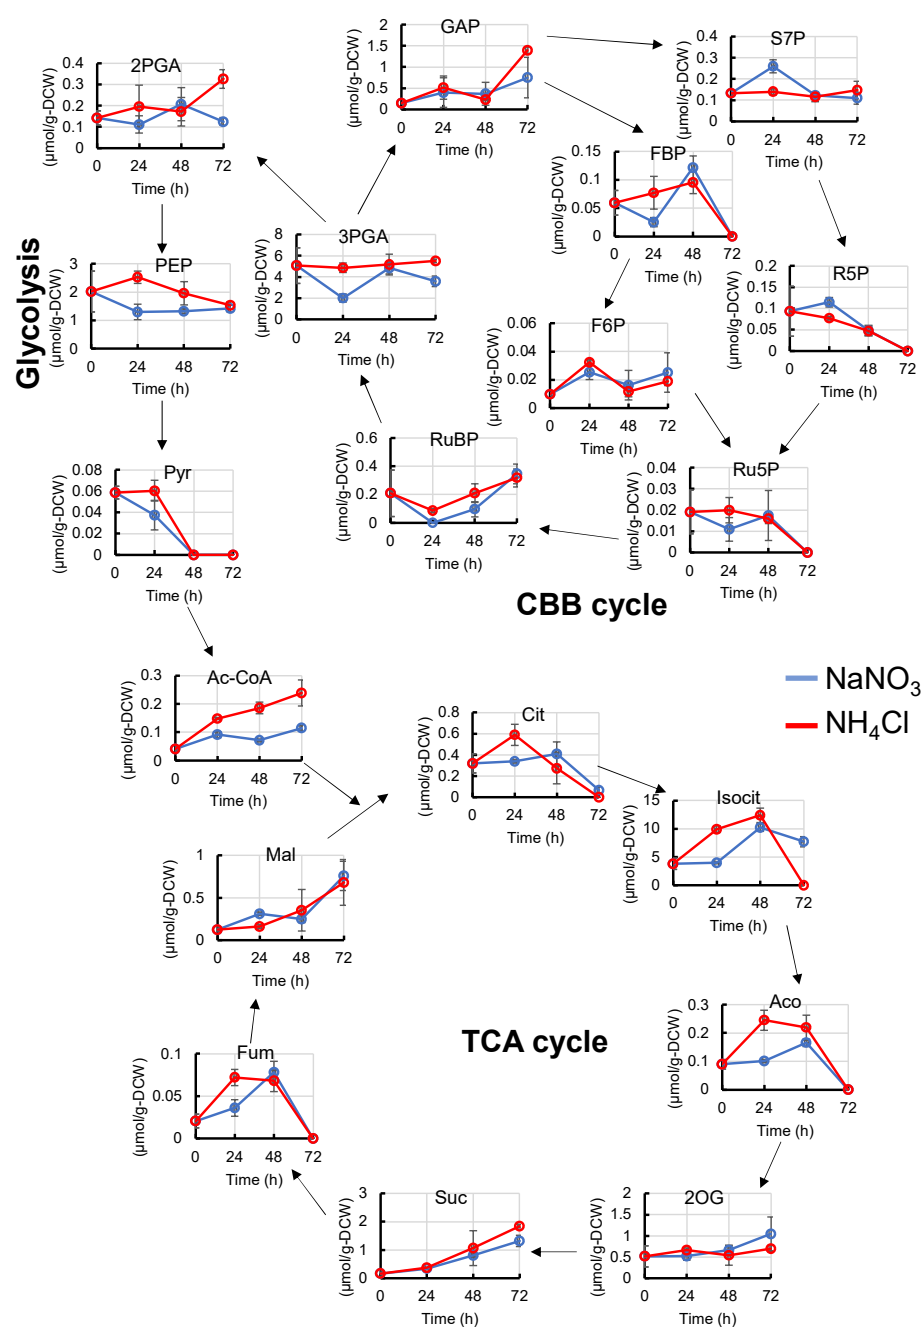 GAP
(μmol/g-DCW)
2
1.5
1
0.5
0
0 24 48 72
Time (h)
S7P
(μmol/g-DCW)
0.4
0.3
0.2
0.1
0
0 24 48 72
Time (h)
2PGA
(μmol/g-DCW)
0.4
0.3
0.2
0.1
0
0 24 48 72
Time (h)
FBP
(μmol/g-DCW)
0.15
0.1
0.05
0
0 24 48 72
Time (h)
Glycolysis
PEP
(μmol/g-DCW)
3
2
1
0
0 24 48 72
Time (h)
3PGA
(μmol/g-DCW)
8
6
4
2
0
0 24 48 72
Time (h)
R5P
(μmol/g-DCW)
0.2
0.15
0.1
0.05
0
0 24 48 72
Time (h)
F6P
(μmol/g-DCW)
0.06
0.04
0.02
0
0 24 48 72
Time (h)
RuBP
(μmol/g-DCW)
0.6
0.4
0.2
0
0 24 48 72
Time (h)
Pyr
(μmol/g-DCW)
0.08
0.06
0.04
0.02
0
0 24 48 72
Time (h)
Ru5P
(μmol/g-DCW)
0.04
0.03
0.02
0.01
0
0 24 48 72
Time (h)
CBB cycle
Ac-CoA
(μmol/g-DCW)
0.3
0.2
0.1
0
0 24 48 72
Time (h)
NaNO3
NH4Cl
Cit
(μmol/g-DCW)
0.8
0.6
0.4
0.2
0
0 24 48 72
Time (h)
Isocit
(μmol/g-DCW)
15
10
5
0
0 24 48 72
Time (h)
Mal
(μmol/g-DCW)
1
0.5
0
0 24 48 72
Time (h)
Aco
(μmol/g-DCW)
0.3
0.2
0.1
0
0 24 48 72
Time (h)
TCA cycle
Fum
(μmol/g-DCW)
0.1
0.05
0
0 24 48 72
Time (h)
Suc
(μmol/g-DCW)
3
2
1
0
0 24 48 72
Time (h)
2OG
(μmol/g-DCW)
2
1.5
1
0.5
0
0 24 48 72
Time (h)